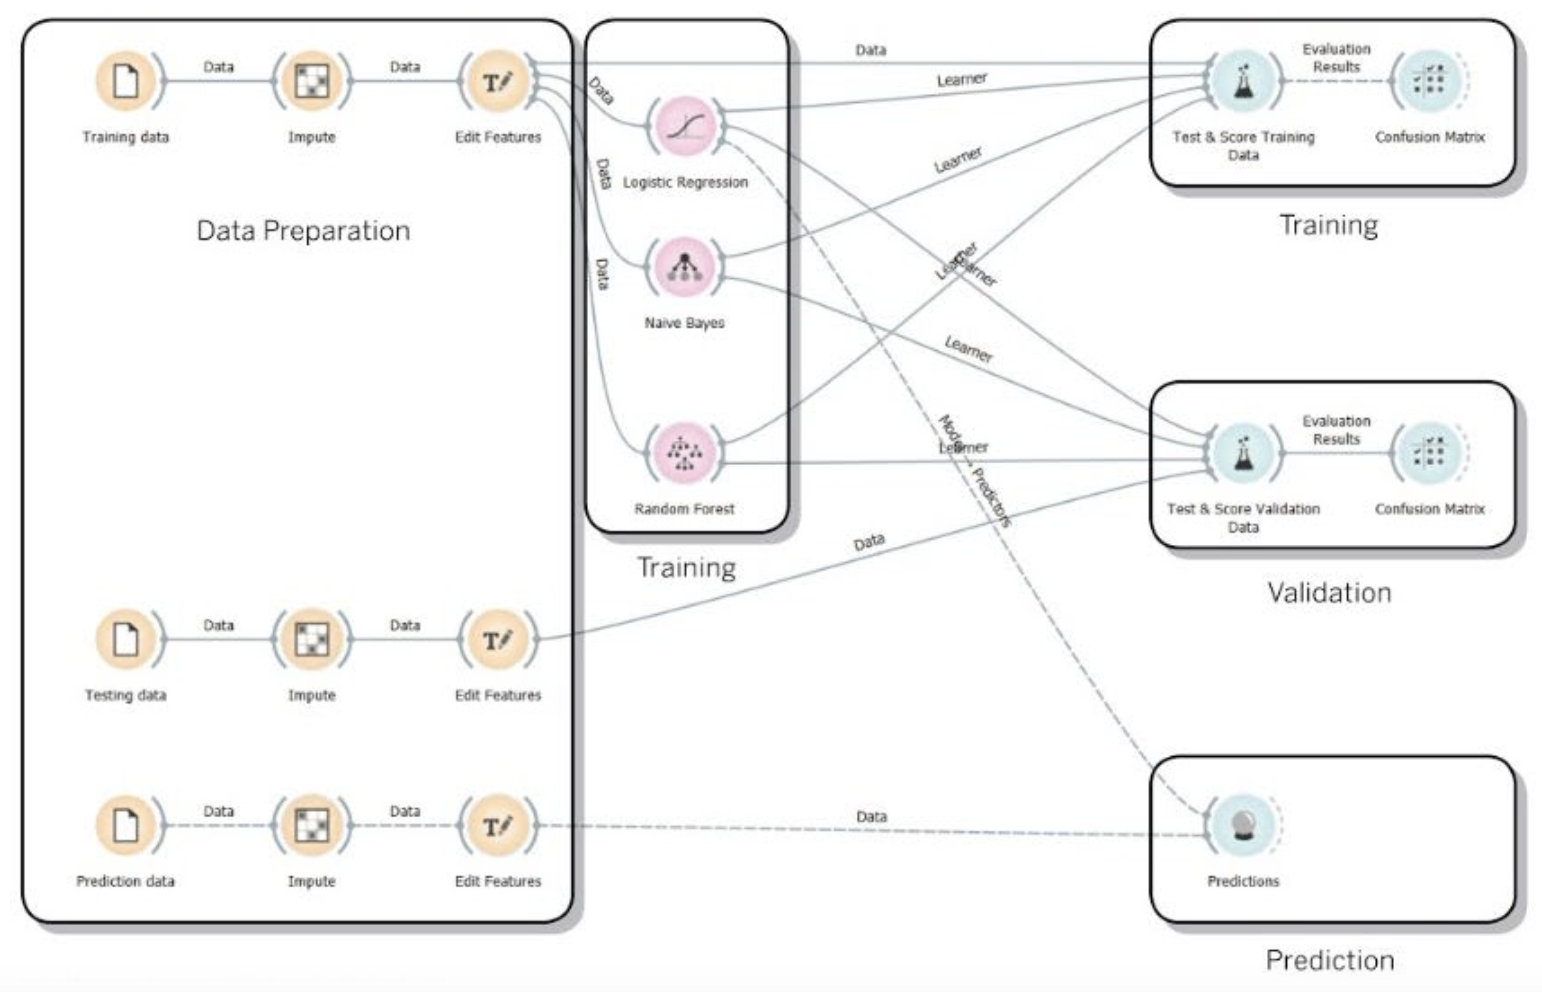 Data
Data
Data
Evaluation
Results
Learner
Data
Training data
Impute
Edit Features
Test & Score Training
Data
Confusion Matrix
Learner
Data
Logistic Regression
Data Preparation
Training
Learner
Learner
Data
Naive Bayes
Learner
Evaluation
Results
Model → Predictors
Learner
Random Forest
Test & Score Validation
Data
Confusion Matrix
Data
Training
Validation
Data
Data
Testing data
Impute
Edit Features
Data
Data
Data
Prediction data
Impute
Edit Features
Predictions
Prediction